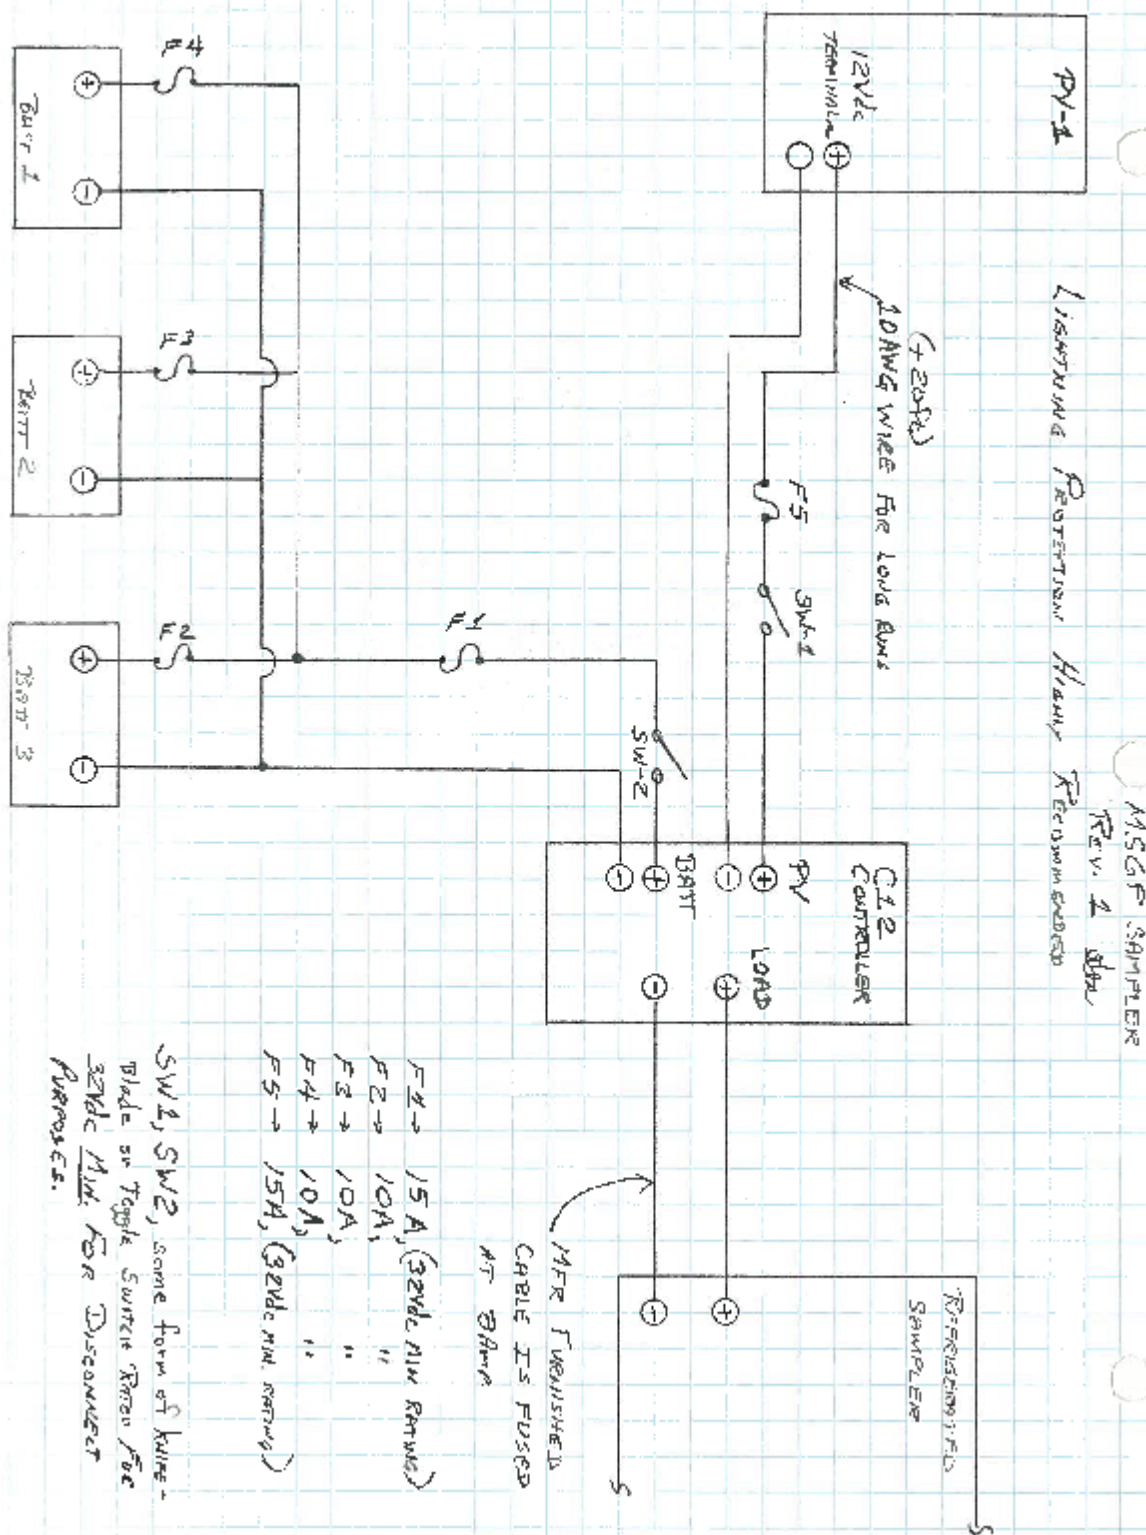 MSGP SAMPLER
Rev. 1
LIGHTNING PROTECTION HIGHLY RECOMMENDED
PV-1
12Vdc
TERMINALS
+
(+20ft)
10AWG WIRE FOR LONG RUNS
F5
SW-1
C12
CONTROLLER
PV
LOAD
+
-
+
BATT
+
-
-
REFRIGERATED
SAMPLER
+
-
S
S
MFR FURNISHED
CABLE IS FUSED
AT 8AMP
SW-2
F1
F4
F3
F2
+
-
BATT 1
+
-
BATT 2
+
-
BATT 3
F1→ 15A, (32Vdc MIN RATING)
F2→ 10A, "
F3→ 10A, "
F4→ 10A, "
F5→ 15A, (32Vdc MIN. RATING)
SW1, SW2, some form of KNIFE-
Blade or Toggle SWITCH RATED FOR
32Vdc MIN. FOR DISCONNECT
PURPOSES.